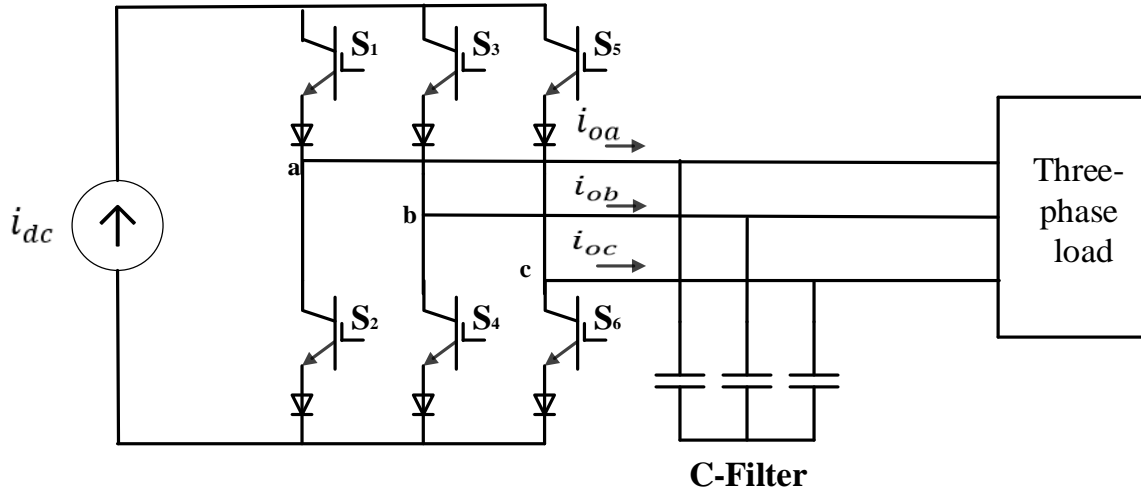 S1
S3
S5
ioa
a
Three-
phase
load
iob
b
idc
ioc
c
S2
S4
S6
C-Filter